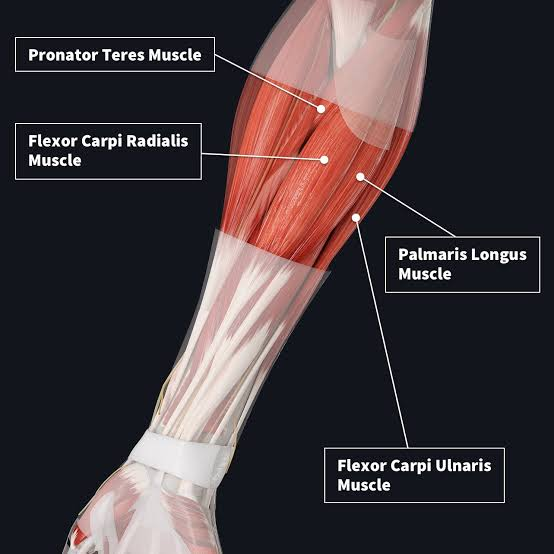 Pronator Teres Muscle
Flexor Carpi Radialis
Muscle
Palmaris Longus
Muscle
Flexor Carpi Ulnaris
Muscle